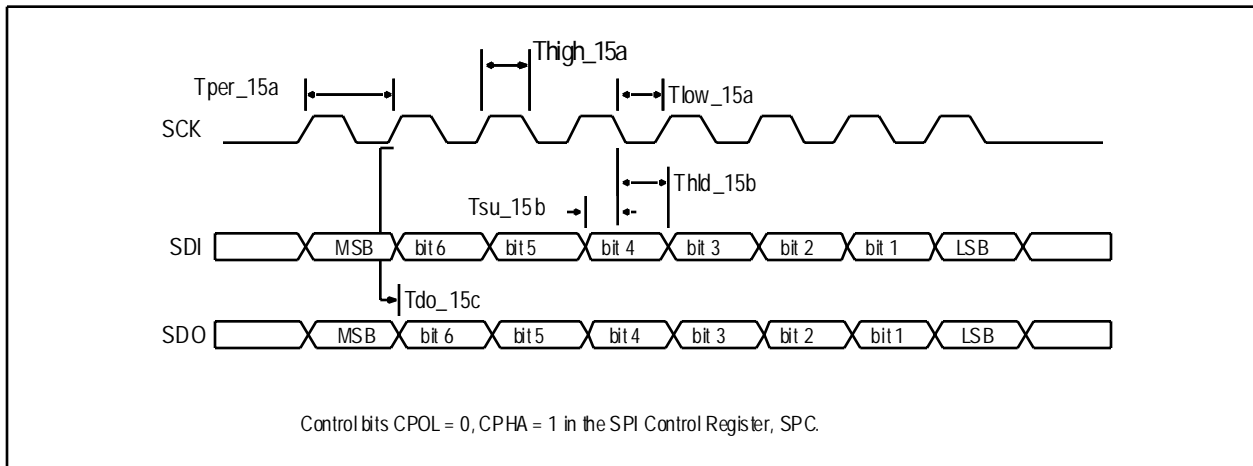 Thigh_15a
Tper_15a
Tlow_15a
SCK
Thld_15b
Tsu_15b
SDI MSB bit 6 bit 5 bit 4 bit 3 bit 2 bit 1 LSB
Tdo_15c
SDO MSB bit 6 bit 5 bit 4 bit 3 bit 2 bit 1 LSB
Control bits CPOL = 0, CPHA = 1 in the SPI Control Register, SPC.